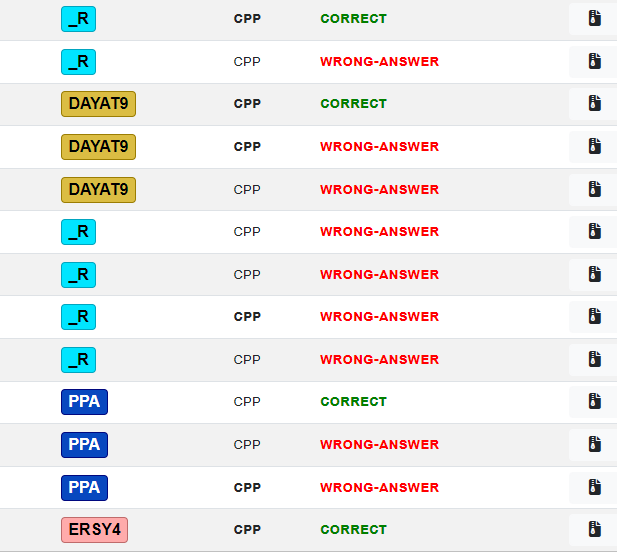 _R CPP CORRECT
_R CPP WRONG-ANSWER
DAYAT9 CPP CORRECT
DAYAT9 CPP WRONG-ANSWER
DAYAT9 CPP WRONG-ANSWER
_R CPP WRONG-ANSWER
_R CPP WRONG-ANSWER
_R CPP WRONG-ANSWER
_R CPP WRONG-ANSWER
PPA CPP CORRECT
PPA CPP WRONG-ANSWER
PPA CPP WRONG-ANSWER
ERSY4 CPP CORRECT